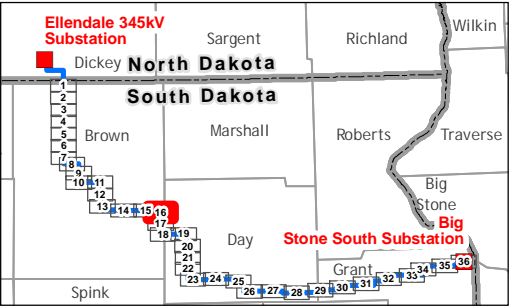 Ellendale 345kV
Substation
Sargent
Richland
Wilkin
Dickey
North Dakota
South Dakota
1
2
3
4
5
6
7
8
9
10
11
12
13
14
15
16
17
18
19
20
21
22
23
24
25
26
27
28
29
30
31
32
33
34
35
36
Brown
Marshall
Roberts
Traverse
Big
Stone
Day
Big
Stone South Substation
Grant
Spink